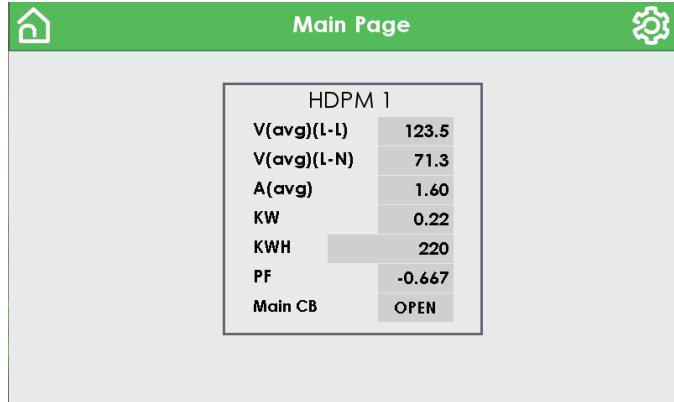 Main Page
HDPM 1
V(avg)(L-L) 123.5
V(avg)(L-N) 71.3
A(avg) 1.60
KW 0.22
KWH 220
PF -0.667
Main CB OPEN